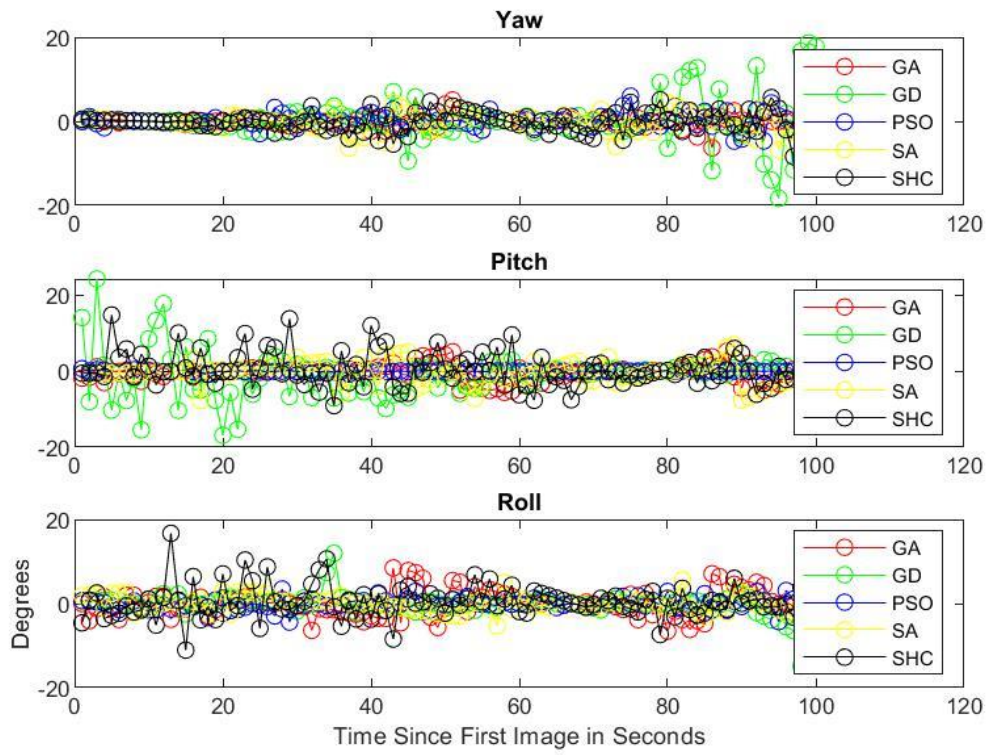 Yaw
20
0
-20
0 20 40 60 80 100 120
GA
GD
PSO
SA
SHC
Pitch
20
0
-20
0 20 40 60 80 100 120
GA
GD
PSO
SA
SHC
Roll
20
0
-20
0 20 40 60 80 100 120
GA
GD
PSO
SA
SHC
Degrees
Time Since First Image in Seconds